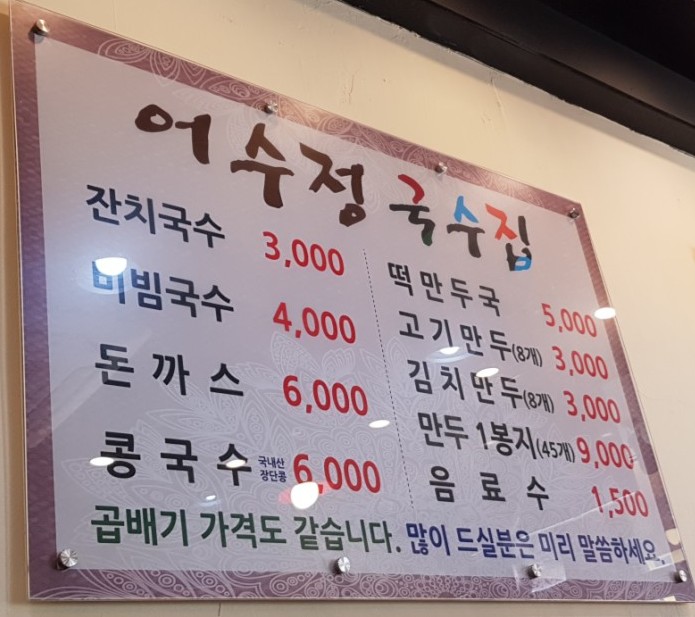 어수정 국수집
잔치국수 3,000
비빔국수 4,000
돈까스 6,000
콩국수 국내산 장단콩 6,000
떡만두국 5,000
고기만두(8개) 3,000
김치만두(8개) 3,000
만두 1봉지(45개) 9,000
음료수 1,500
곱배기 가격도 같습니다. 많이 드실분은 미리 말씀하세요.